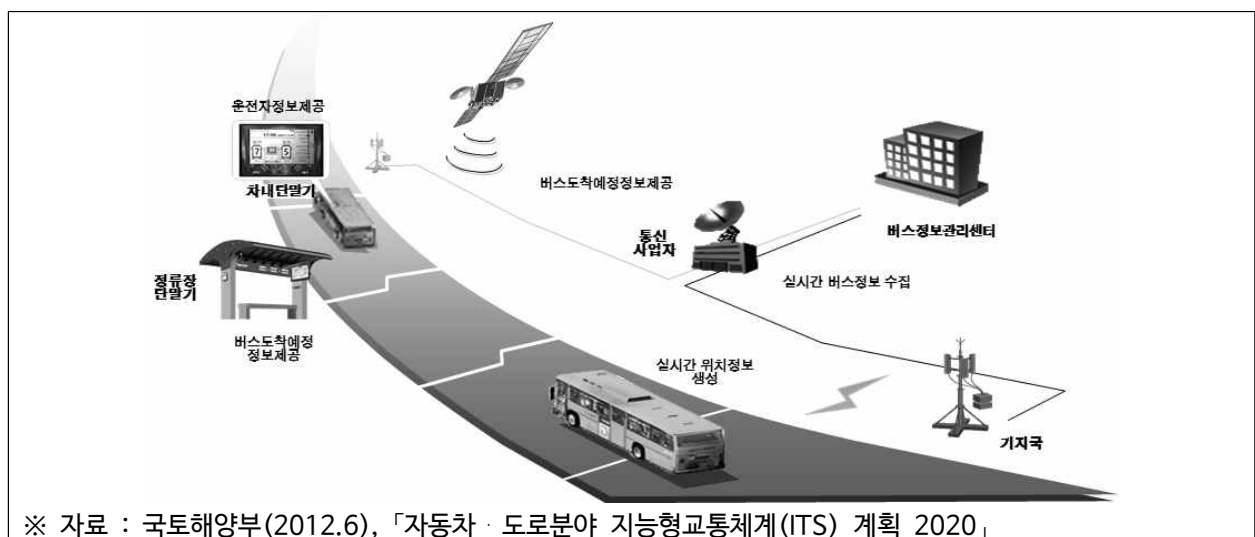 운전자정보제공
차내단말기
버스도착예정정보제공
통신
사업자
버스정보관리센터
정류장
단말기
실시간 버스정보 수집
버스도착예정
정보제공
실시간 위치정보
생성
기지국
※ 자료 : 국토해양부(2012.6), 「자동차 · 도로분야 지능형교통체계(ITS) 계획 2020」